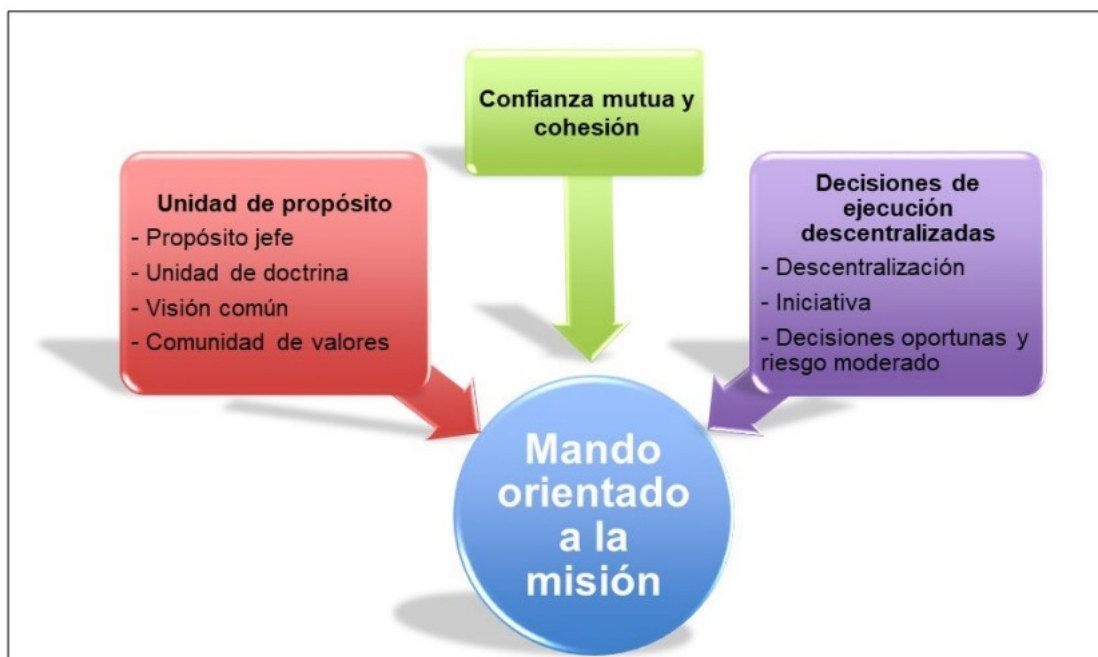 Confianza mutua y
cohesión
Unidad de propósito
- Propósito jefe
- Unidad de doctrina
- Visión común
- Comunidad de valores
Decisiones de
ejecución
descentralizadas
- Descentralización
- Iniciativa
- Decisiones oportunas y
riesgo moderado
Mando
orientado
a la
misión